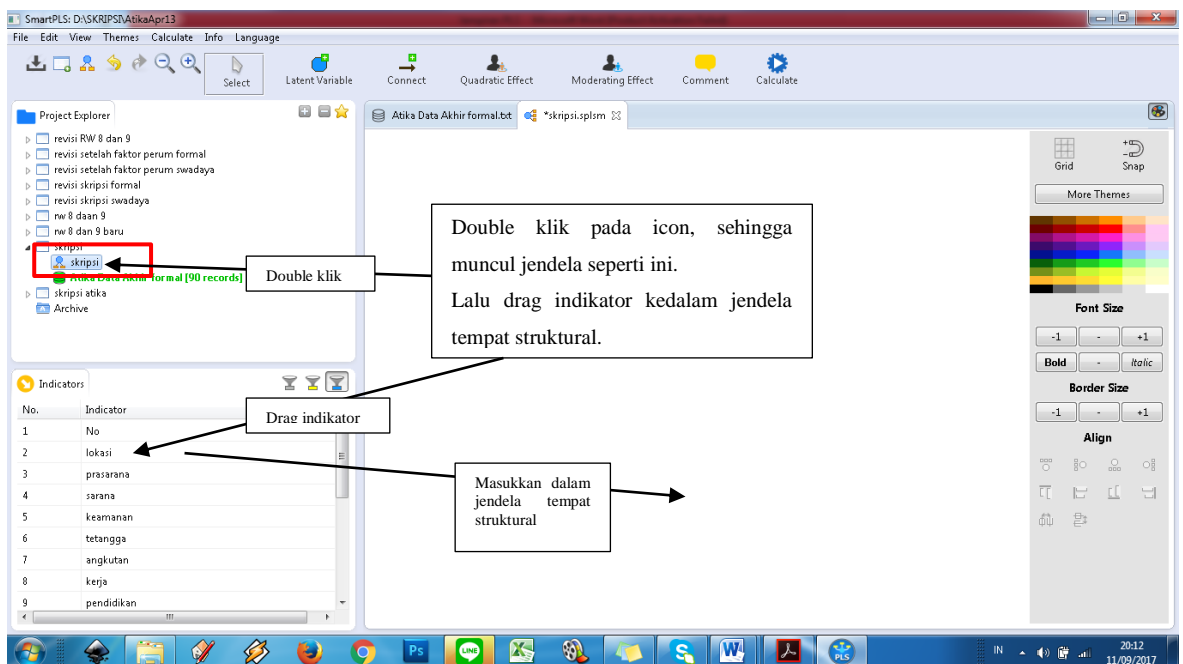 SmartPLS: D:\SKRIPSI\AtikaApr13
File Edit View Themes Calculate Info Language
Select
Latent Variable
Connect
Quadratic Effect
Moderating Effect
Comment
Calculate
Project Explorer
revisi RW 8 dan 9
revisi setelah faktor perum formal
revisi setelah faktor perum swadaya
revisi skripsi formal
revisi skripsi swadaya
rw 8 daan 9
rw 8 dan 9 baru
skripsi
skripsi
Atika Data Akhir formal [90 records]
skripsi atika
Archive
Atika Data Akhir formal.txt
*skripsi.splsm
Double klik
Double klik pada icon, sehingga
muncul jendela seperti ini.
Lalu drag indikator kedalam jendela
tempat struktural.
Indicators
No. Indicator
1 No
2 lokasi
3 prasarana
4 sarana
5 keamanan
6 tetangga
7 angkutan
8 kerja
9 pendidikan
Drag indikator
Masukkan dalam
jendela tempat
struktural
Grid
Snap
More Themes
Font Size
-1 - +1
Bold - Italic
Border Size
-1 - +1
Align
Ps
LINE
PLS
IN
20:12
11/09/2017